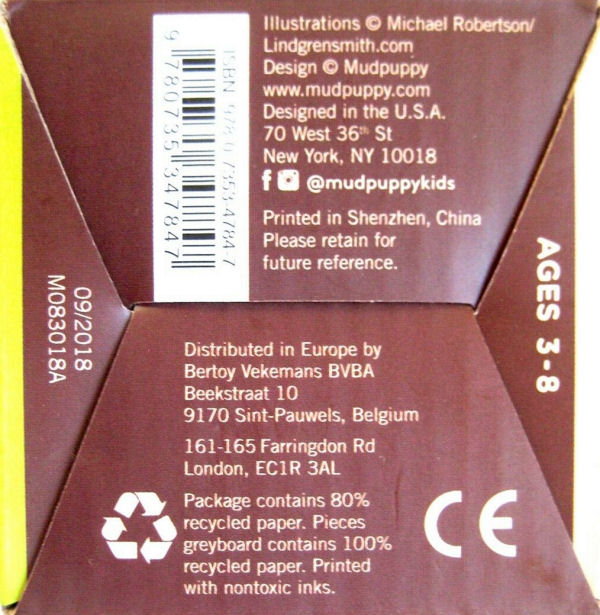 Illustrations © Michael Robertson/
Lindgrensmith.com
Design © Mudpuppy
www.mudpuppy.com
Designed in the U.S.A.
70 West 36th St
New York, NY 10018
f @mudpuppykids
Printed in Shenzhen, China
Please retain for
future reference.
ISBN 978-0-7353-4784-7
9 780735 347847
AGES 3-8
09/2018
M083018A
Distributed in Europe by
Bertoy Vekemans BVBA
Beekstraat 10
9170 Sint-Pauwels, Belgium
161-165 Farringdon Rd
London, EC1R 3AL
Package contains 80%
recycled paper. Pieces
greyboard contains 100%
recycled paper. Printed
with nontoxic inks.
CE